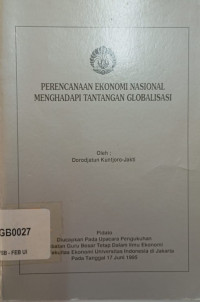 PERENCANAAN EKONOMI NASIONAL
MENGHADAPI TANTANGAN GLOBALISASI
Oleh :
Dorodjatun Kuntjoro-Jakti
GB0027
FEB UI
Pidato
Diucapkan Pada Upacara Pengukuhan
Jabatan Guru Besar Tetap Dalam Ilmu Ekonomi
Fakultas Ekonomi Universitas Indonesia di Jakarta
Pada Tanggal 17 Juni 1995